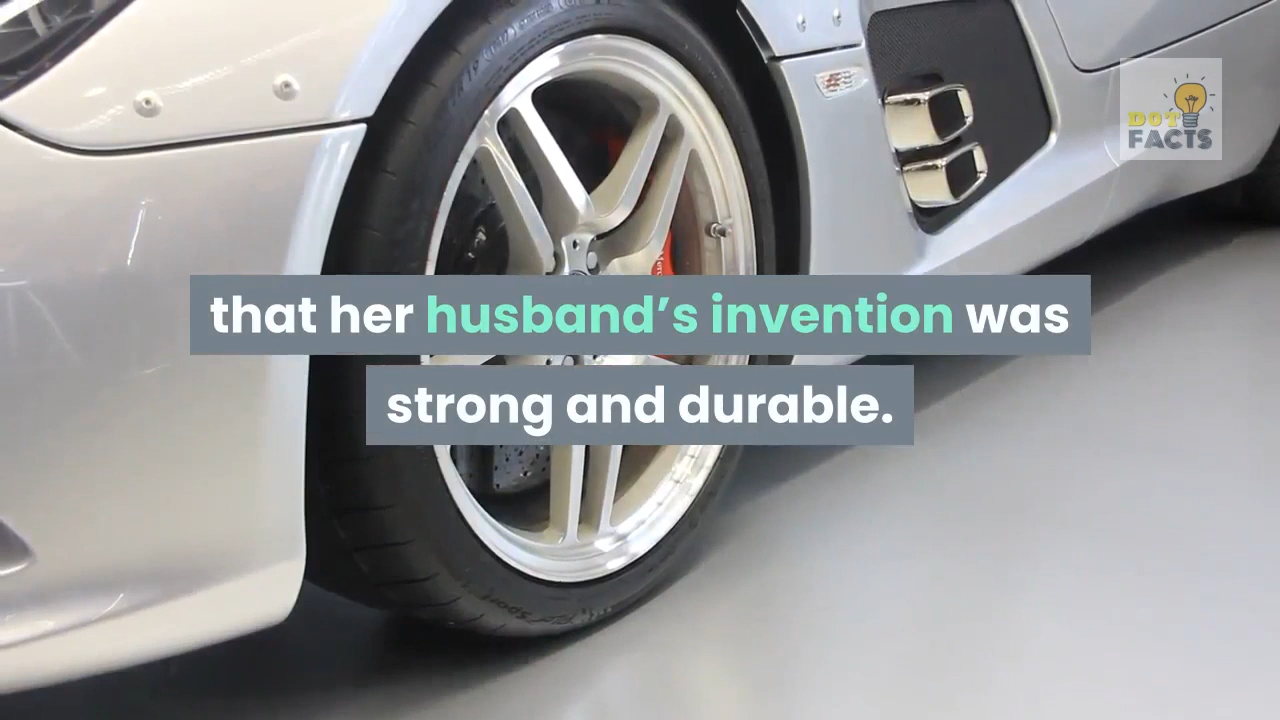 DOT
FACTS
that her husband’s invention was
strong and durable.